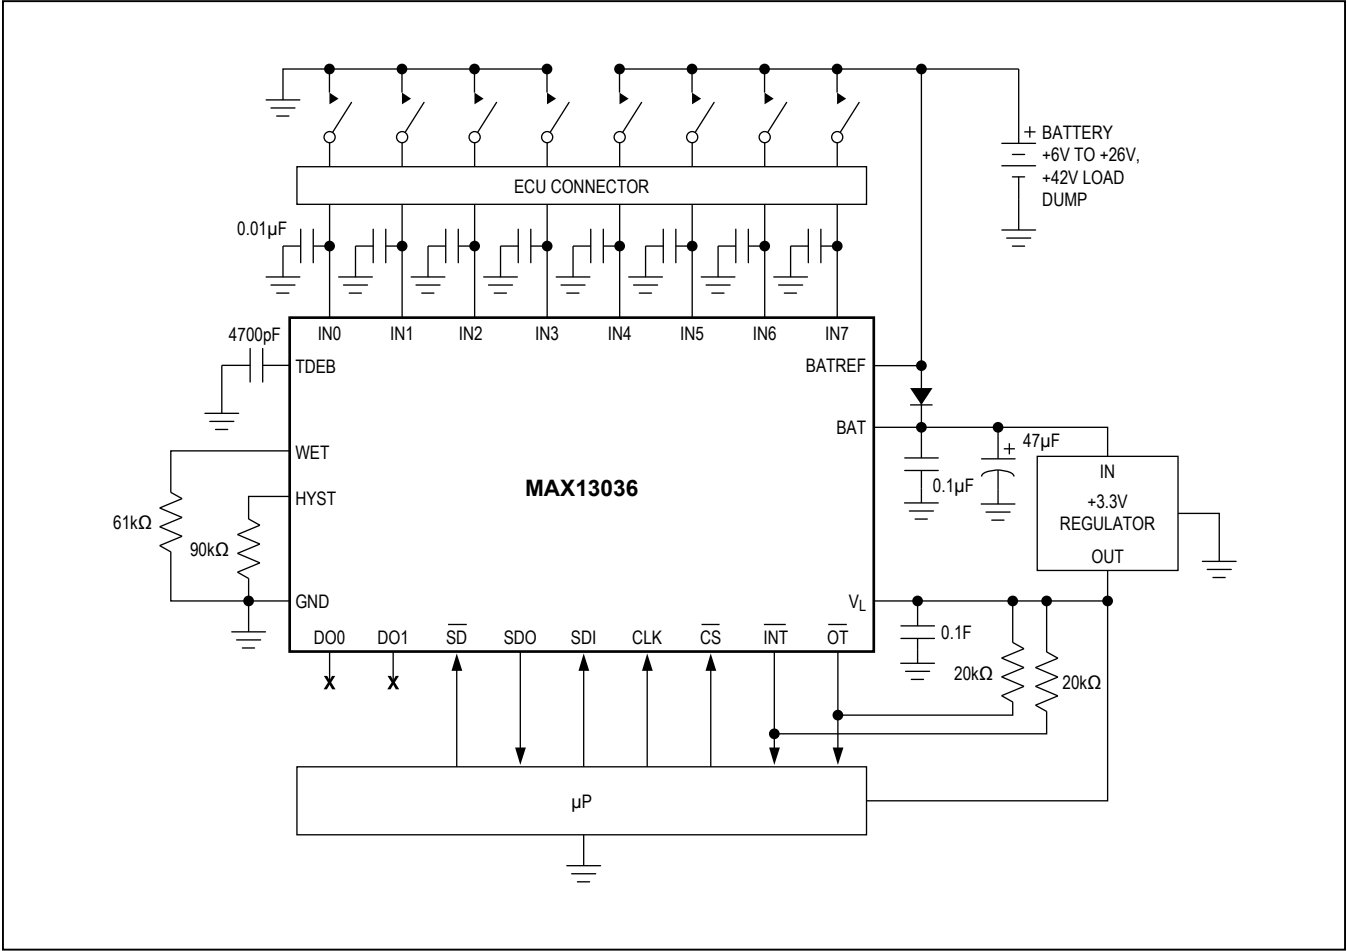 + BATTERY
+6V TO +26V,
+42V LOAD
DUMP
ECU CONNECTOR
0.01µF
IN0 IN1 IN2 IN3 IN4 IN5 IN6 IN7
4700pF
TDEB
BATREF
BAT
+ 47µF
WET
0.1µF
IN
HYST
MAX13036
+3.3V
REGULATOR
61kΩ
90kΩ
OUT
GND
VL
DO0 DO1 SD SDO SDI CLK CS INT OT
0.1F
20kΩ
20kΩ
X X
µP